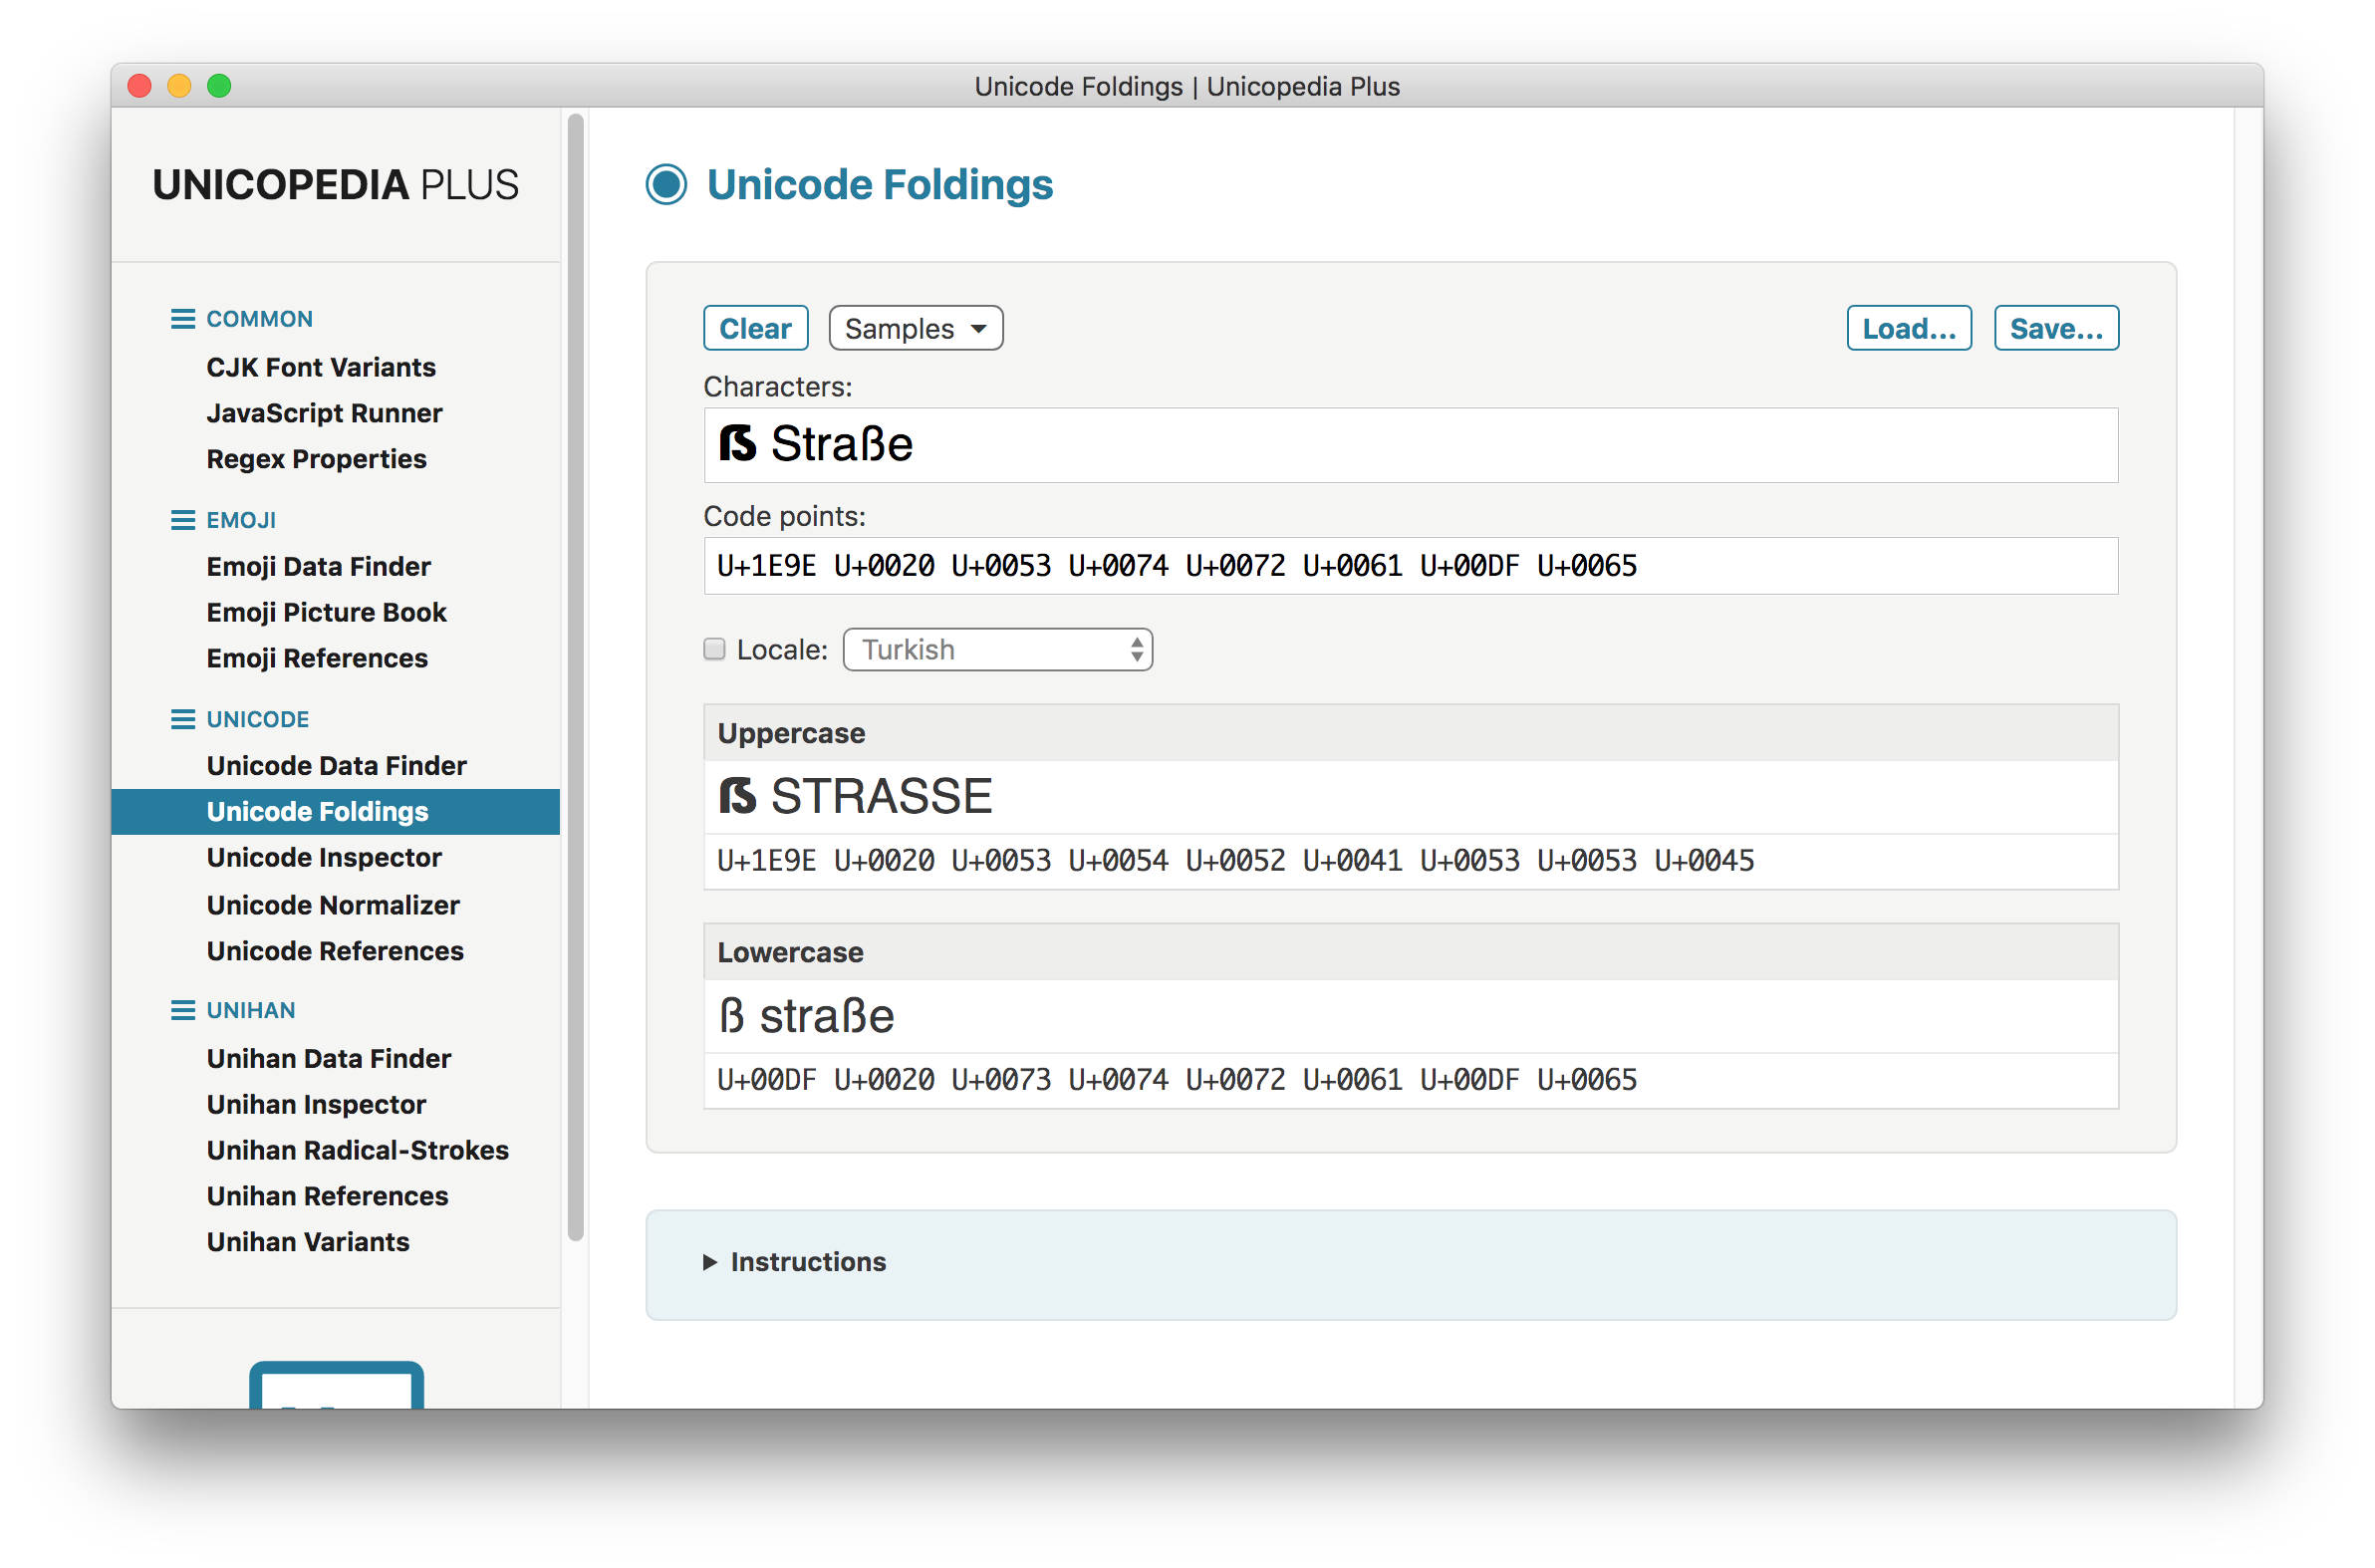 Unicode Foldings | Unicopedia Plus
UNICOPEDIA PLUS
COMMON
CJK Font Variants
JavaScript Runner
Regex Properties
EMOJI
Emoji Data Finder
Emoji Picture Book
Emoji References
UNICODE
Unicode Data Finder
Unicode Foldings
Unicode Inspector
Unicode Normalizer
Unicode References
UNIHAN
Unihan Data Finder
Unihan Inspector
Unihan Radical-Strokes
Unihan References
Unihan Variants
Unicode Foldings
Clear Samples Load... Save...
Characters:
ẞ Straße
Code points:
U+1E9E U+0020 U+0053 U+0074 U+0072 U+0061 U+00DF U+0065
Locale: Turkish
Uppercase
ẞ STRASSE
U+1E9E U+0020 U+0053 U+0054 U+0052 U+0041 U+0053 U+0053 U+0045
Lowercase
ß straße
U+00DF U+0020 U+0073 U+0074 U+0072 U+0061 U+00DF U+0065
Instructions